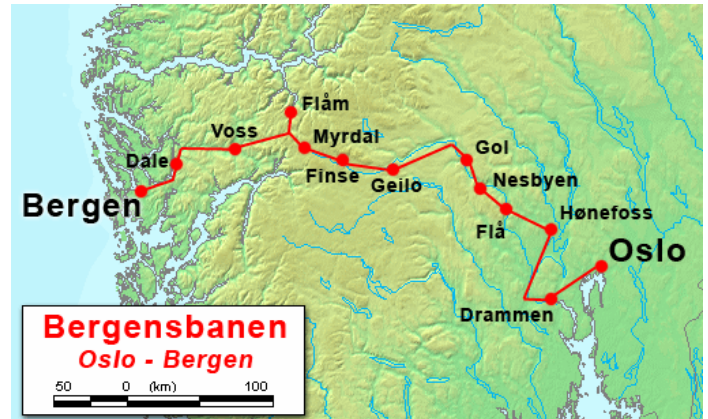 Flåm
Voss
Myrdal
Dale
Gol
Finse
Geilo
Nesbyen
Bergen
Flå
Hønefoss
Oslo
Drammen
Bergensbanen
Oslo - Bergen
50 0 (km) 100